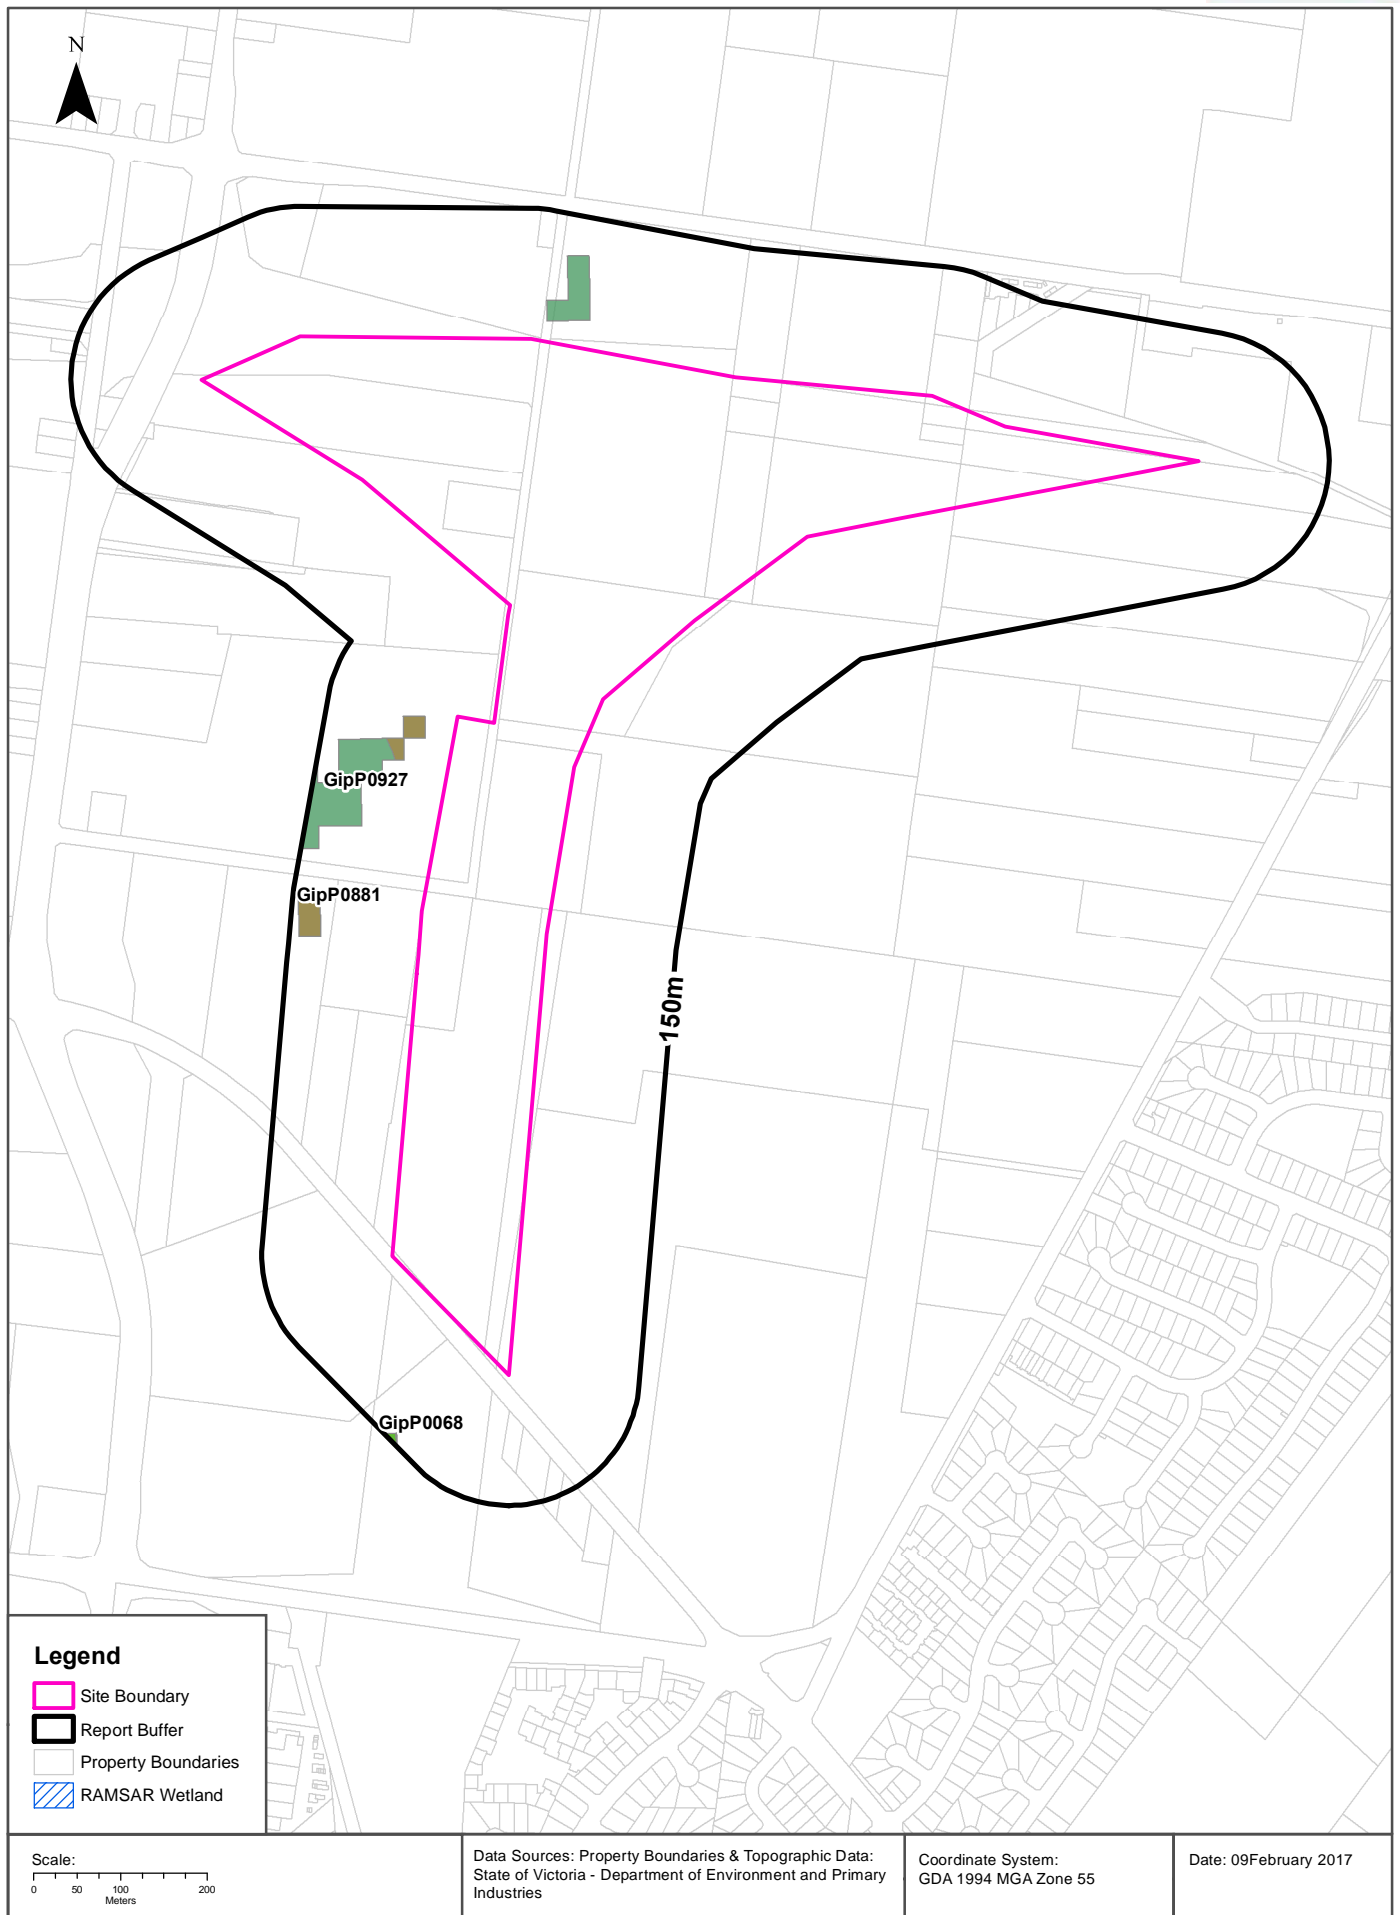 N
GipP0927
GipP0881
150m
GipP0068
Legend
Site Boundary
Report Buffer
Property Boundaries
RAMSAR Wetland
Scale:
0 50 100 200
Meters
Data Sources: Property Boundaries & Topographic Data:
State of Victoria - Department of Environment and Primary
Industries
Coordinate System:
GDA 1994 MGA Zone 55
Date: 09February 2017